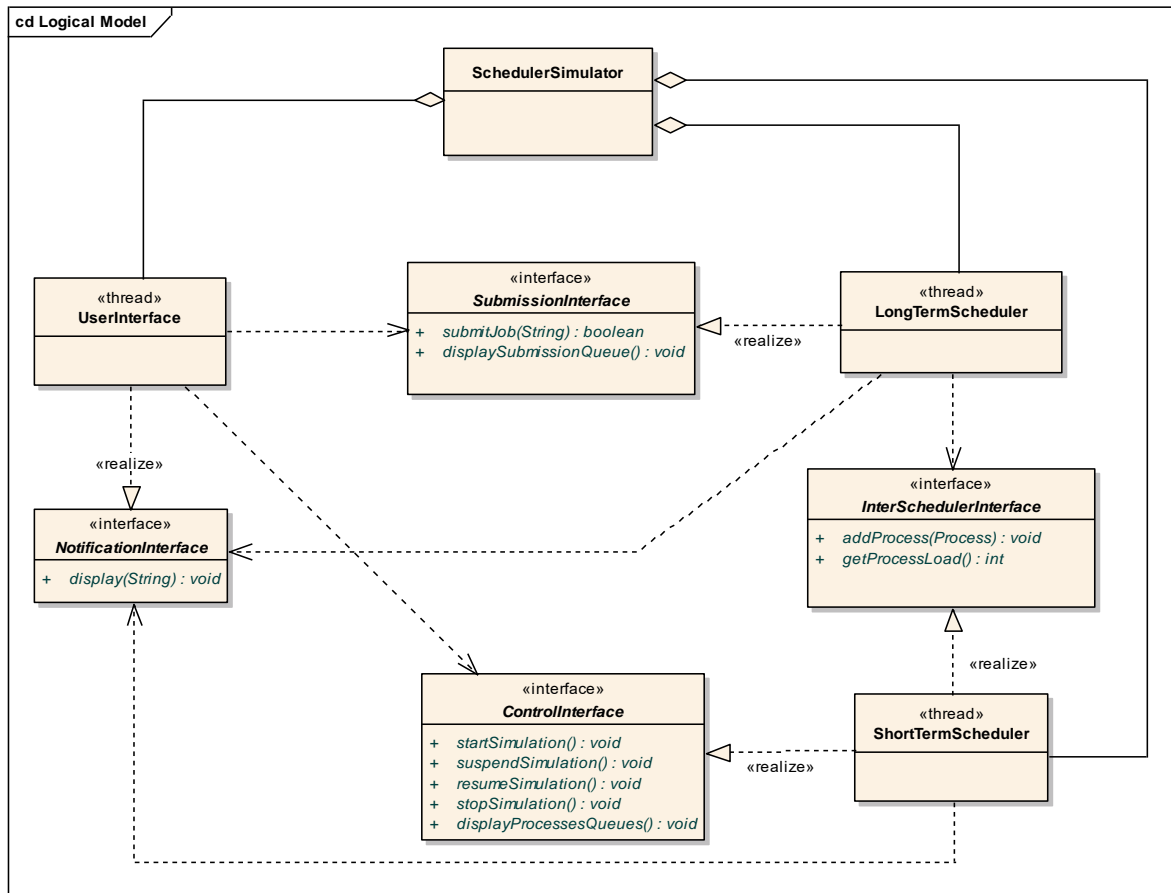 cd Logical Model
SchedulerSimulator
«thread»
UserInterface
«interface»
SubmissionInterface
+ submitJob(String) : boolean
+ displaySubmissionQueue() : void
«thread»
LongTermScheduler
«realize»
«realize»
«interface»
NotificationInterface
+ display(String) : void
«interface»
InterSchedulerInterface
+ addProcess(Process) : void
+ getProcessLoad() : int
«realize»
«interface»
ControlInterface
+ startSimulation() : void
+ suspendSimulation() : void
+ resumeSimulation() : void
+ stopSimulation() : void
+ displayProcessesQueues() : void
«thread»
ShortTermScheduler
«realize»